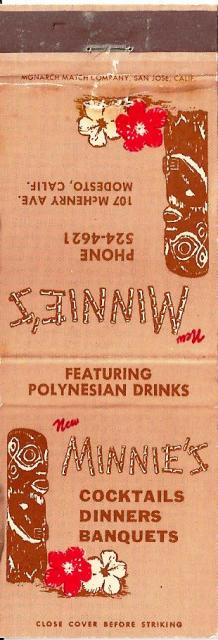 MONARCH MATCH COMPANY, SAN JOSE, CALIF.
New
MINNIE'S
PHONE
524-4621
107 McHENRY AVE.
MODESTO, CALIF.
FEATURING
POLYNESIAN DRINKS
New
MINNIE'S
COCKTAILS
DINNERS
BANQUETS
CLOSE COVER BEFORE STRIKING